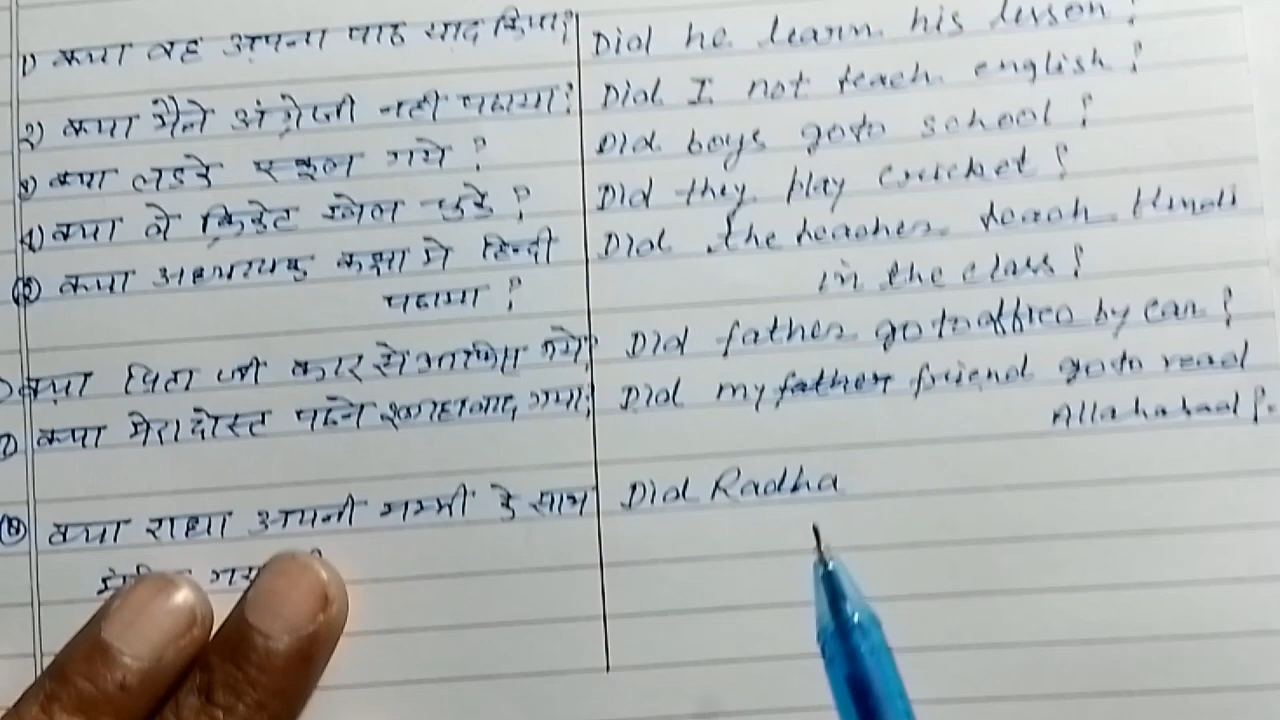 1) क्या वह अपना पाठ याद किया? Did he learn his lesson?
2) क्या मैंने अंग्रेजी नही पढाया? Did I not teach english?
3) क्या लडके स्कूल गये? Did boys go to school?
4) क्या वे क्रिकेट खेल चुके? Did they play cricket?
(5) क्या अध्यापक कक्षा मे हिन्दी Did the teacher teach Hindi
पढाया? in the class?
क्या पिता जी कार से आफिस गये? Did father go to office by car?
क्या मेरा दोस्त पढने इलाहाबाद गया? Did my father friend go to read
Allahabad?
(8) क्या राधा अपनी मम्मी के साथ Did Radha